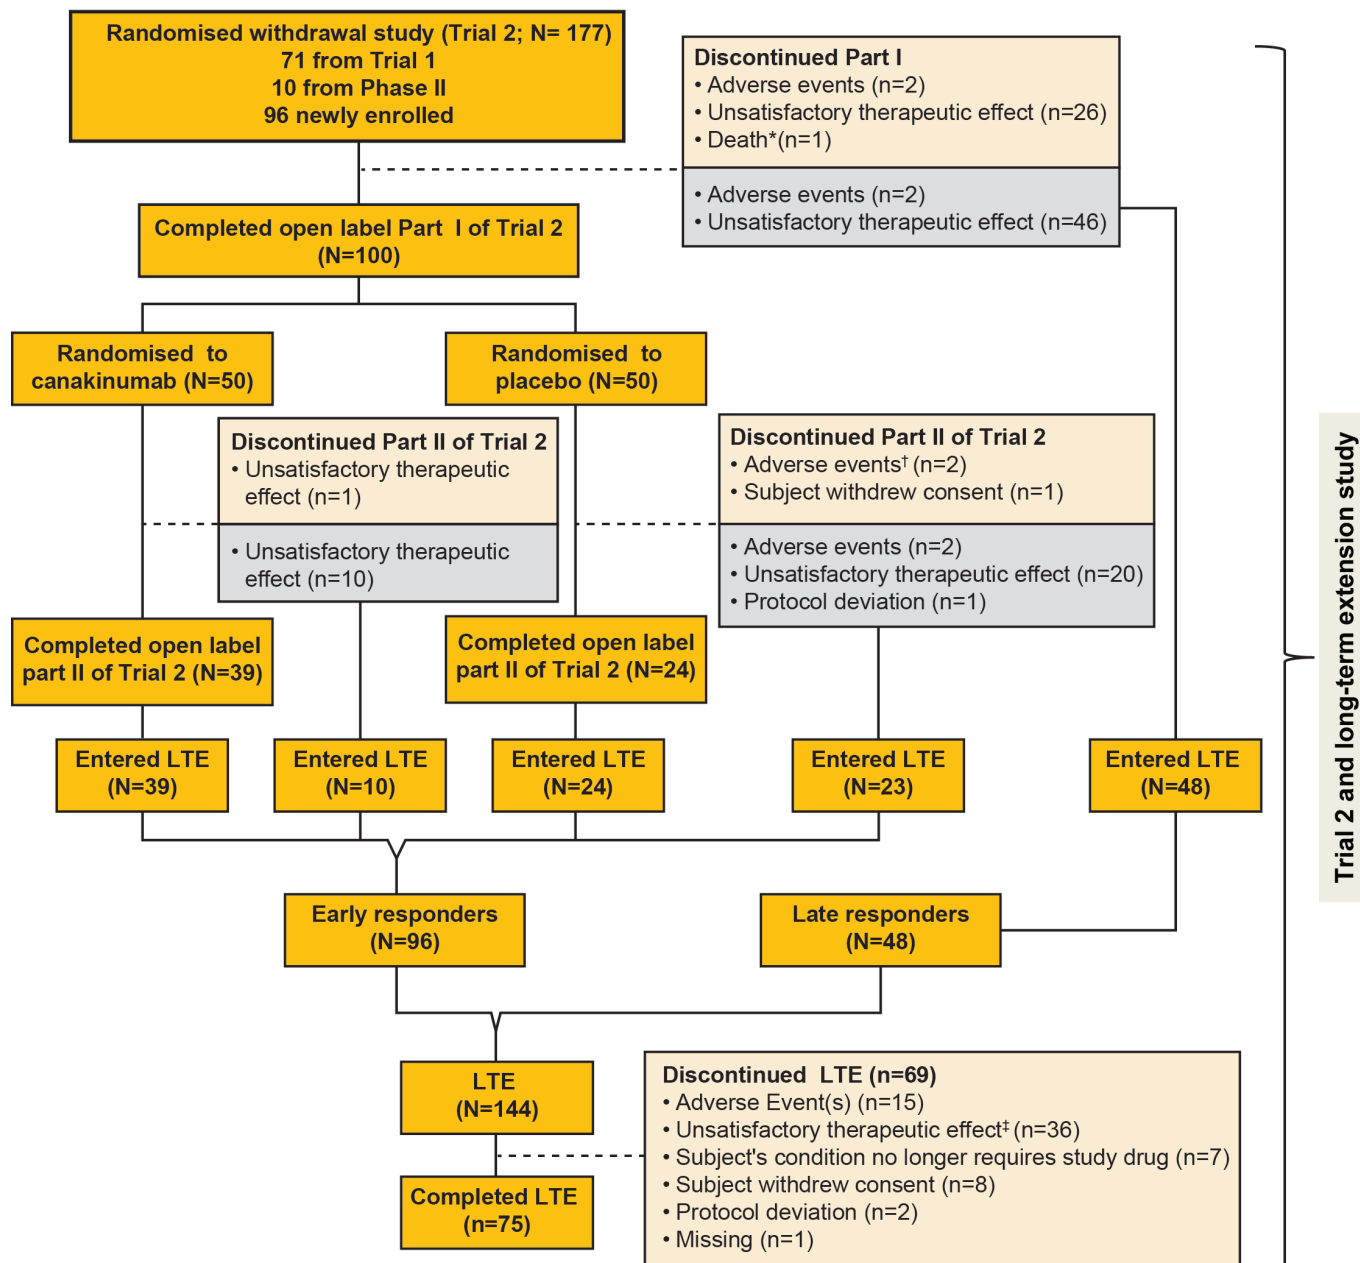 Randomised withdrawal study (Trial 2; N= 177)
71 from Trial 1
10 from Phase II
96 newly enrolled
Discontinued Part I
• Adverse events (n=2)
• Unsatisfactory therapeutic effect (n=26)
• Death*(n=1)
• Adverse events (n=2)
• Unsatisfactory therapeutic effect (n=46)
Completed open label Part I of Trial 2
(N=100)
Randomised to
canakinumab (N=50)
Randomised to
placebo (N=50)
Discontinued Part II of Trial 2
• Unsatisfactory therapeutic
effect (n=1)
• Unsatisfactory therapeutic
effect (n=10)
Discontinued Part II of Trial 2
• Adverse events† (n=2)
• Subject withdrew consent (n=1)
• Adverse events (n=2)
• Unsatisfactory therapeutic effect (n=20)
• Protocol deviation (n=1)
Completed open label
part II of Trial 2 (N=39)
Completed open label
part II of Trial 2 (N=24)
Entered LTE
(N=39)
Entered LTE
(N=10)
Entered LTE
(N=24)
Entered LTE
(N=23)
Entered LTE
(N=48)
Early responders
(N=96)
Late responders
(N=48)
LTE
(N=144)
Discontinued LTE (n=69)
• Adverse Event(s) (n=15)
• Unsatisfactory therapeutic effect‡ (n=36)
• Subject's condition no longer requires study drug (n=7)
• Subject withdrew consent (n=8)
• Protocol deviation (n=2)
• Missing (n=1)
Completed LTE
(n=75)
Trial 2 and long-term extension study